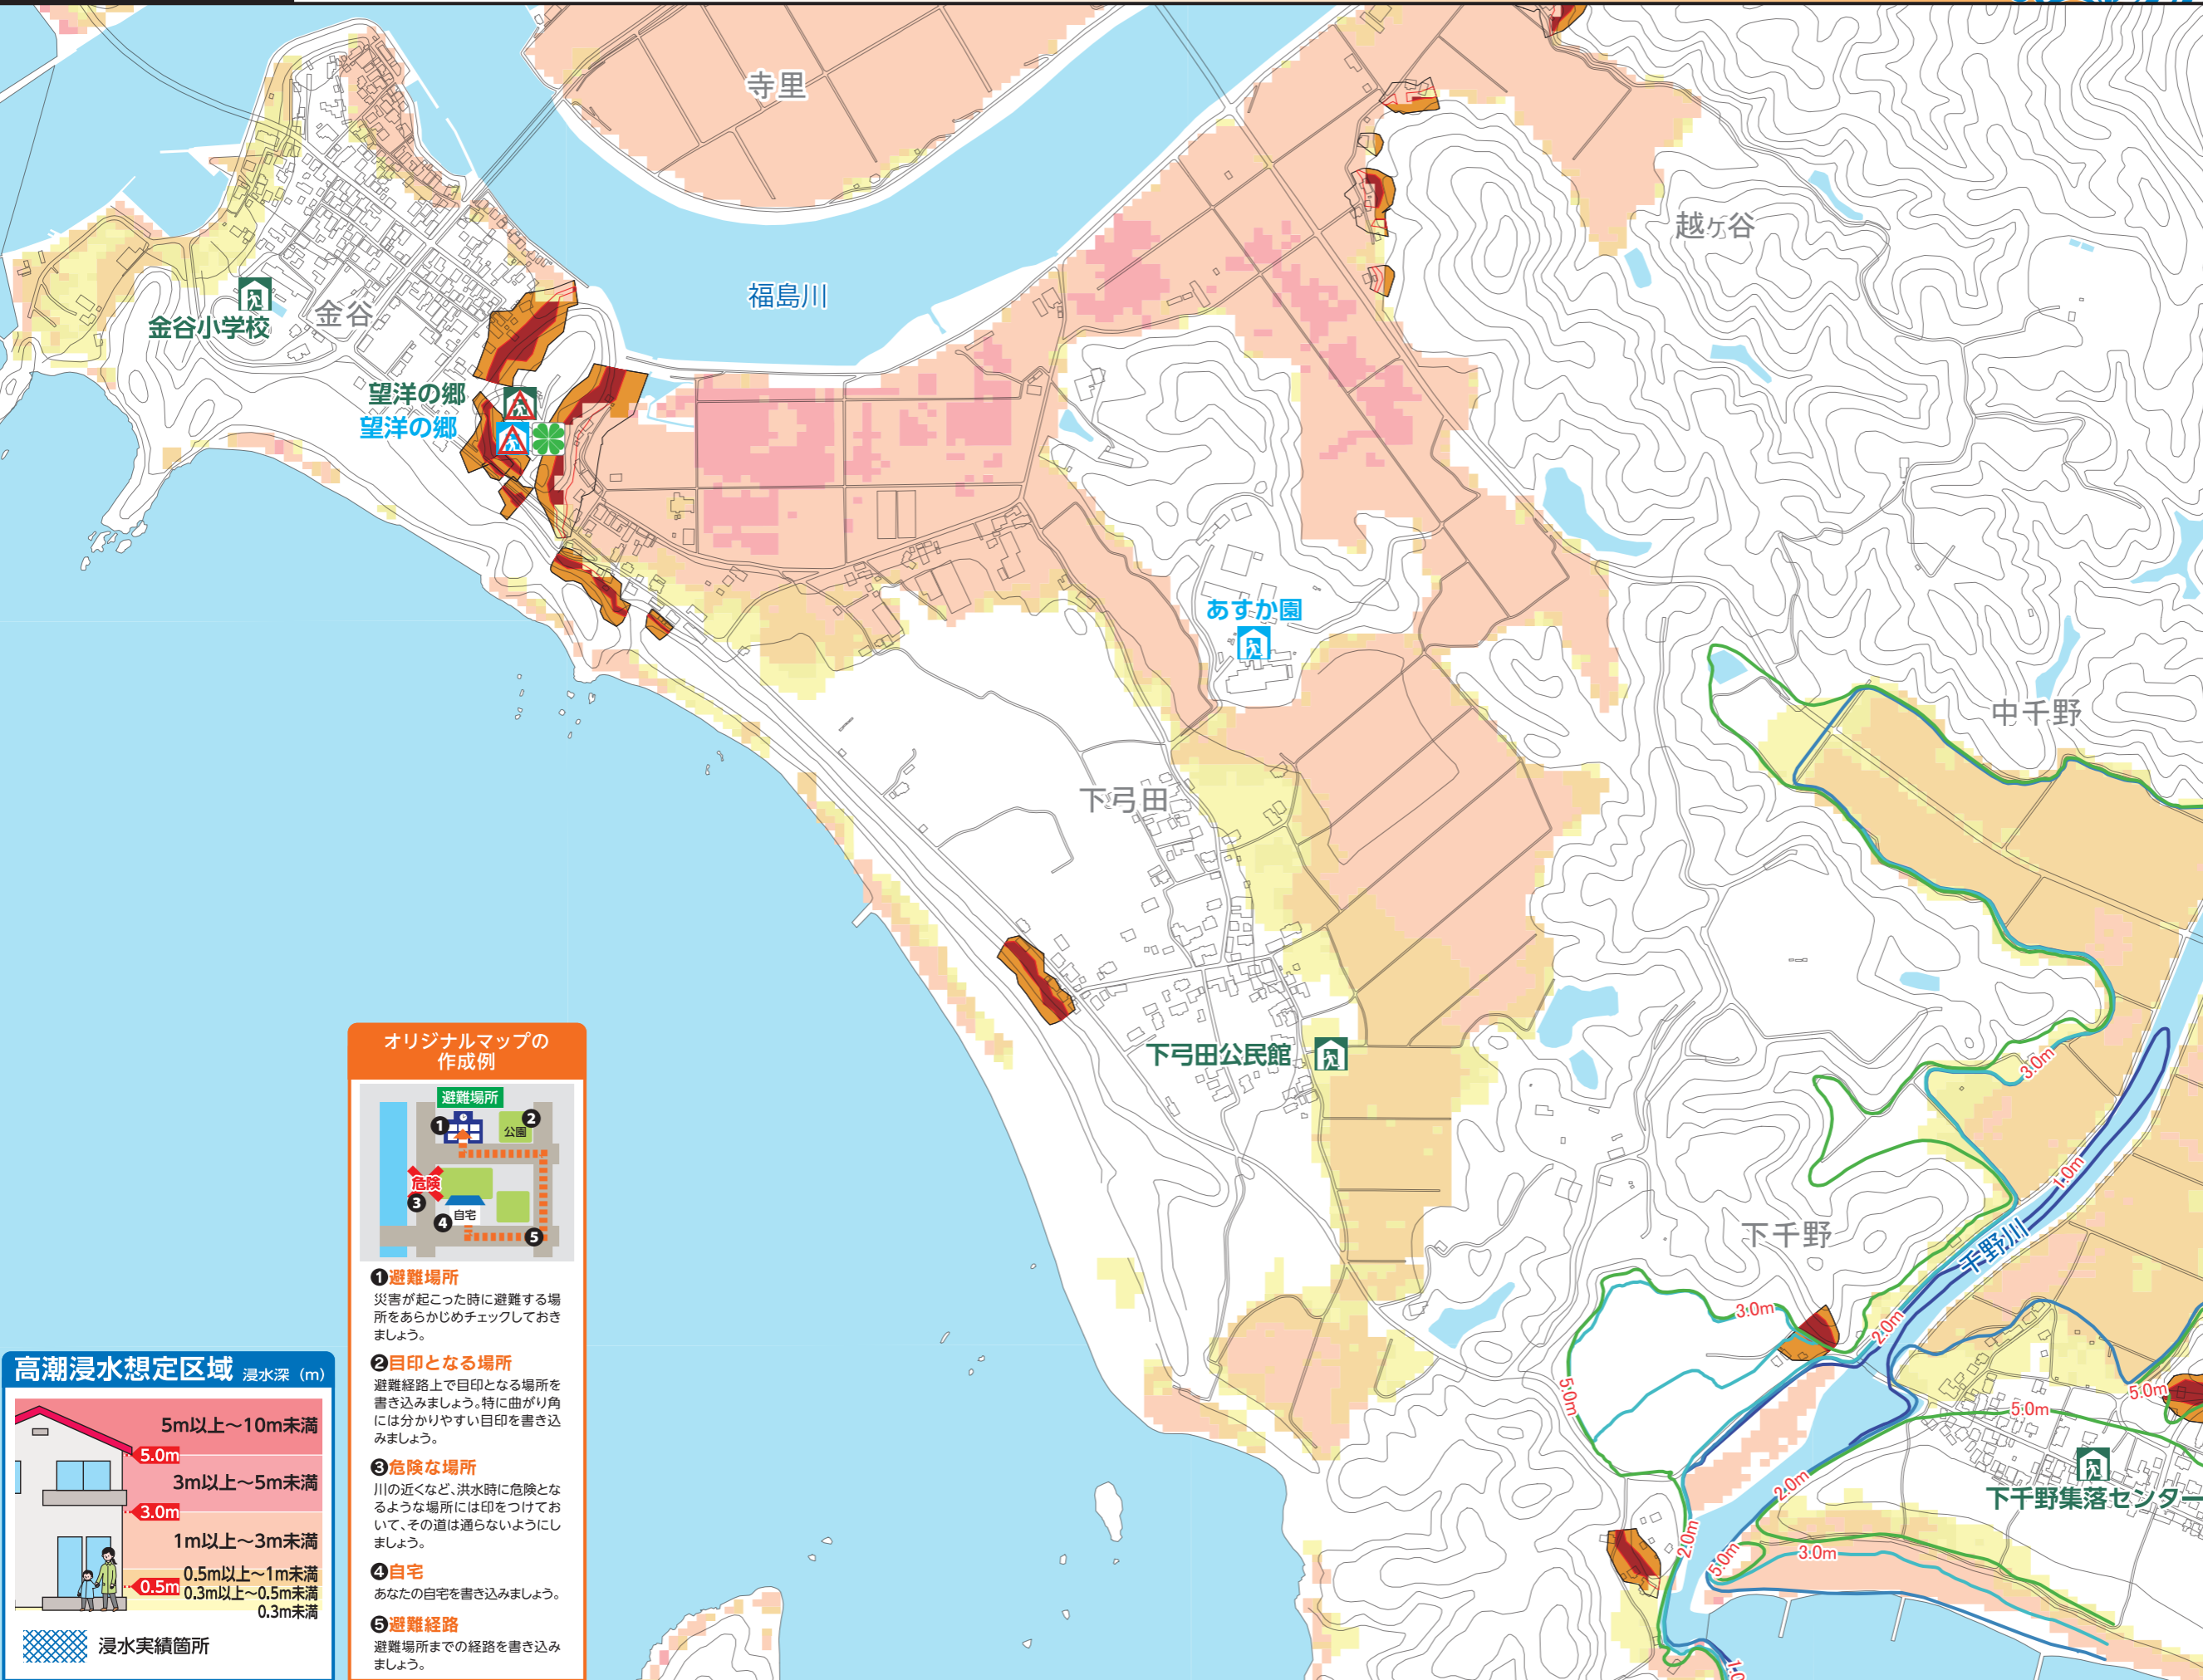 寺里
越ヶ谷
福島川
金谷小学校
金谷
望洋の郷
望洋の郷
あすか園
中千野
下弓田
下弓田公民館
3.0m
1.0m
下千野
千野川
3.0m
2.0m
5.0m
5.0m
5.0m
2.0m
下千野集落センター
2.0m
5.0m
3.0m
オリジナルマップの
作成例
避難場所
❶
❷
公園
危険
❸
❹
自宅
❺
❶避難場所
災害が起こった時に避難する場
所をあらかじめチェックしておき
ましょう。
❷目印となる場所
避難経路上で目印となる場所を
書き込みましょう。特に曲がり角
には分かりやすい目印を書き込
みましょう。
❸危険な場所
川の近くなど、洪水時に危険とな
るような場所には印をつけてお
いて、その道は通らないようにし
ましょう。
❹自宅
あなたの自宅を書き込みましょう。
❺避難経路
避難場所までの経路を書き込み
ましょう。
高潮浸水想定区域 浸水深（m）
5m以上～10m未満
5.0m
3m以上～5m未満
3.0m
1m以上～3m未満
0.5m以上～1m未満
0.5m
0.3m以上～0.5m未満
0.3m未満
浸水実績箇所